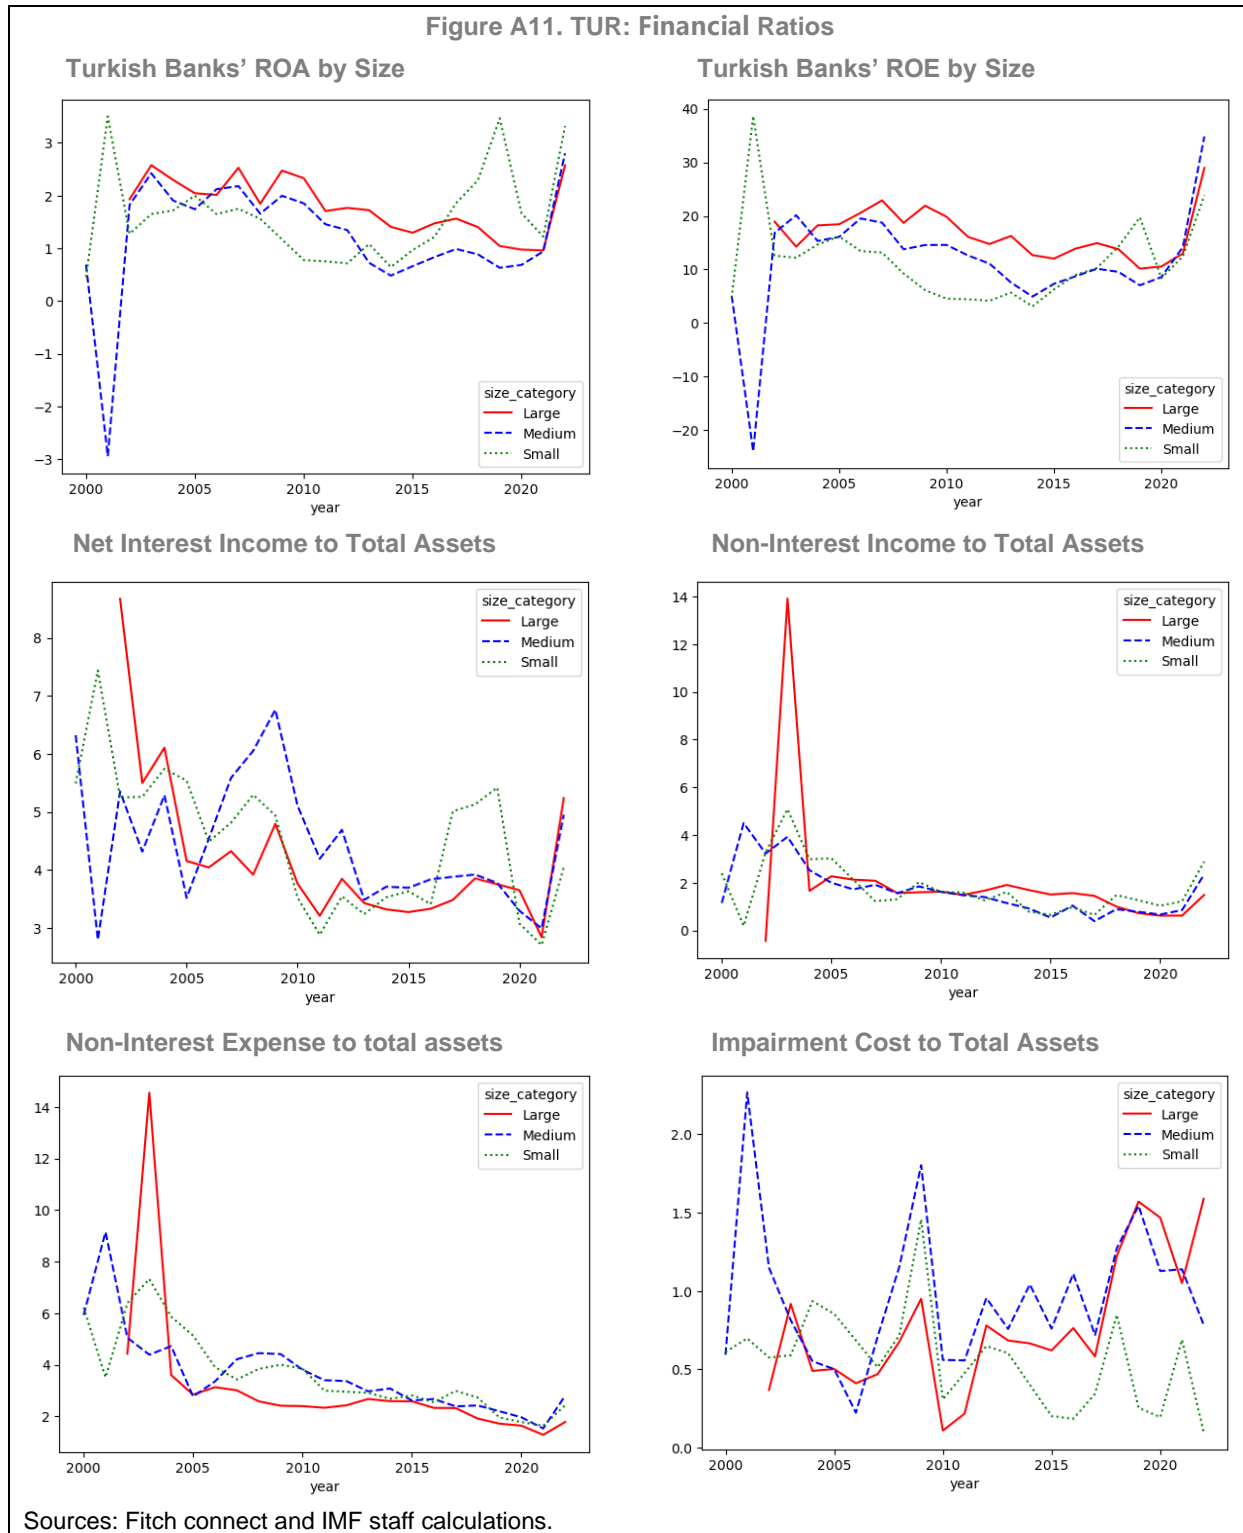 Figure A11. TUR: Financial Ratios
Turkish Banks' ROA by Size
3
2
1
0
−1
−2
−3
2000 2005 2010 2015 2020
year
size_category
Large
Medium
Small
Turkish Banks' ROE by Size
40
30
20
10
0
−10
−20
2000 2005 2010 2015 2020
year
size_category
Large
Medium
Small
Net Interest Income to Total Assets
8
7
6
5
4
3
2000 2005 2010 2015 2020
year
size_category
Large
Medium
Small
Non-Interest Income to Total Assets
14
12
10
8
6
4
2
0
2000 2005 2010 2015 2020
year
size_category
Large
Medium
Small
Non-Interest Expense to total assets
14
12
10
8
6
4
2
2000 2005 2010 2015 2020
year
size_category
Large
Medium
Small
Impairment Cost to Total Assets
2.0
1.5
1.0
0.5
0.0
2000 2005 2010 2015 2020
year
size_category
Large
Medium
Small
Sources: Fitch connect and IMF staff calculations.